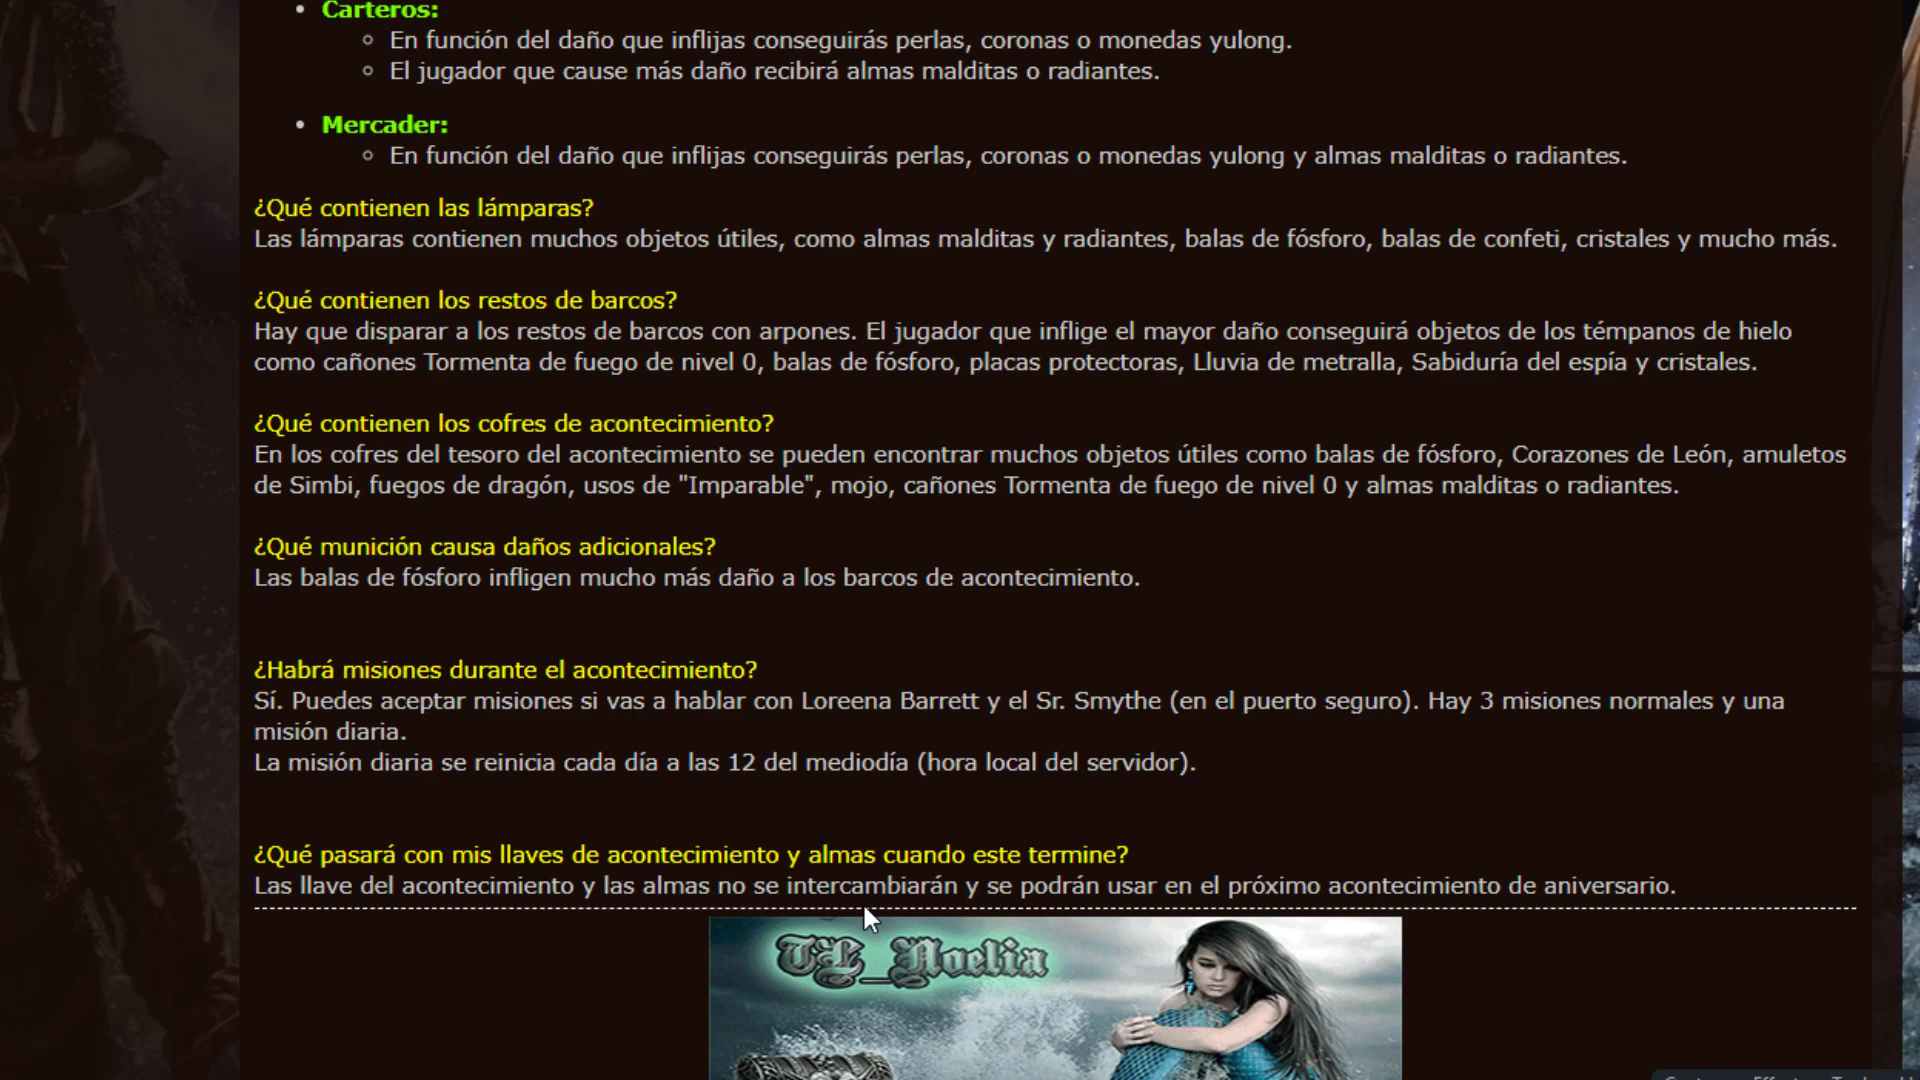 Carteros:
En función del daño que inflijas conseguirás perlas, coronas o monedas yulong.
El jugador que cause más daño recibirá almas malditas o radiantes.
Mercader:
En función del daño que inflijas conseguirás perlas, coronas o monedas yulong y almas malditas o radiantes.
¿Qué contienen las lámparas?
Las lámparas contienen muchos objetos útiles, como almas malditas y radiantes, balas de fósforo, balas de confeti, cristales y mucho más.
¿Qué contienen los restos de barcos?
Hay que disparar a los restos de barcos con arpones. El jugador que inflige el mayor daño conseguirá objetos de los témpanos de hielo
como cañones Tormenta de fuego de nivel 0, balas de fósforo, placas protectoras, Lluvia de metralla, Sabiduría del espía y cristales.
¿Qué contienen los cofres de acontecimiento?
En los cofres del tesoro del acontecimiento se pueden encontrar muchos objetos útiles como balas de fósforo, Corazones de León, amuletos
de Simbi, fuegos de dragón, usos de "Imparable", mojo, cañones Tormenta de fuego de nivel 0 y almas malditas o radiantes.
¿Qué munición causa daños adicionales?
Las balas de fósforo infligen mucho más daño a los barcos de acontecimiento.
¿Habrá misiones durante el acontecimiento?
Sí. Puedes aceptar misiones si vas a hablar con Loreena Barrett y el Sr. Smythe (en el puerto seguro). Hay 3 misiones normales y una
misión diaria.
La misión diaria se reinicia cada día a las 12 del mediodía (hora local del servidor).
¿Qué pasará con mis llaves de acontecimiento y almas cuando este termine?
Las llave del acontecimiento y las almas no se intercambiarán y se podrán usar en el próximo acontecimiento de aniversario.
TL_Noelia